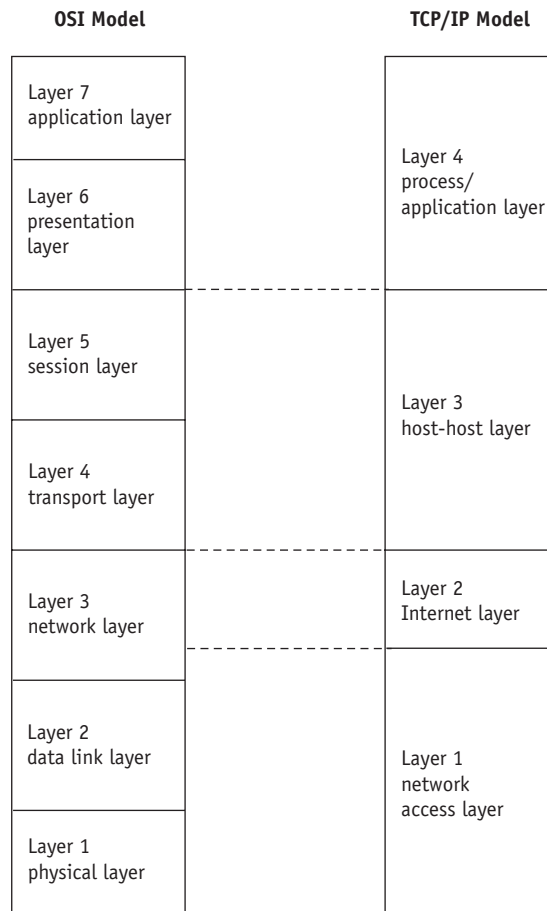 OSI Model
TCP/IP Model
Layer 7
application layer
Layer 6
presentation
layer
Layer 5
session layer
Layer 4
transport layer
Layer 3
network layer
Layer 2
data link layer
Layer 1
physical layer
Layer 4
process/
application layer
Layer 3
host-host layer
Layer 2
Internet layer
Layer 1
network
access layer